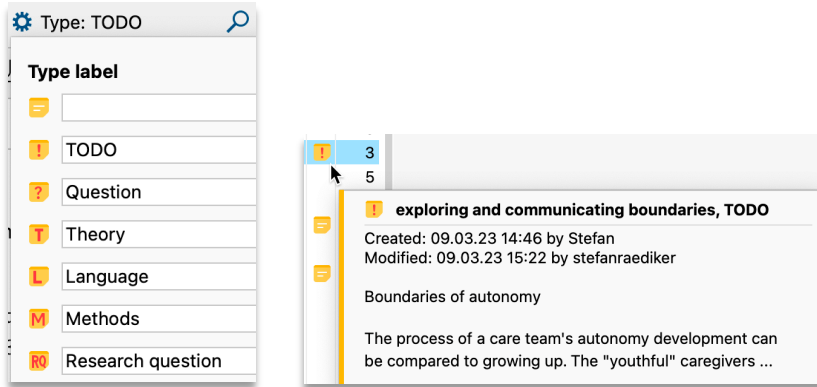 Type: TODO
Type label
! TODO
? Question
T Theory
L Language
M Methods
RQ Research question
! 3
5
! exploring and communicating boundaries, TODO
Created: 09.03.23 14:46 by Stefan
Modified: 09.03.23 15:22 by stefanraediker
Boundaries of autonomy
The process of a care team's autonomy development can
be compared to growing up. The "youthful" caregivers ...